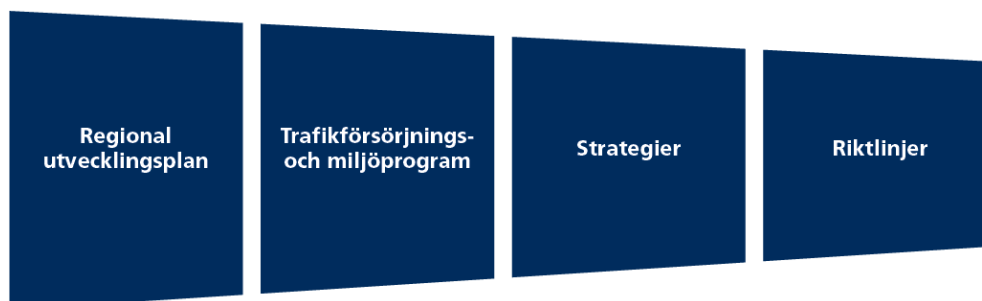 Regional
utvecklingsplan
Trafikförsörjnings-
och miljöprogram
Strategier
Riktlinjer